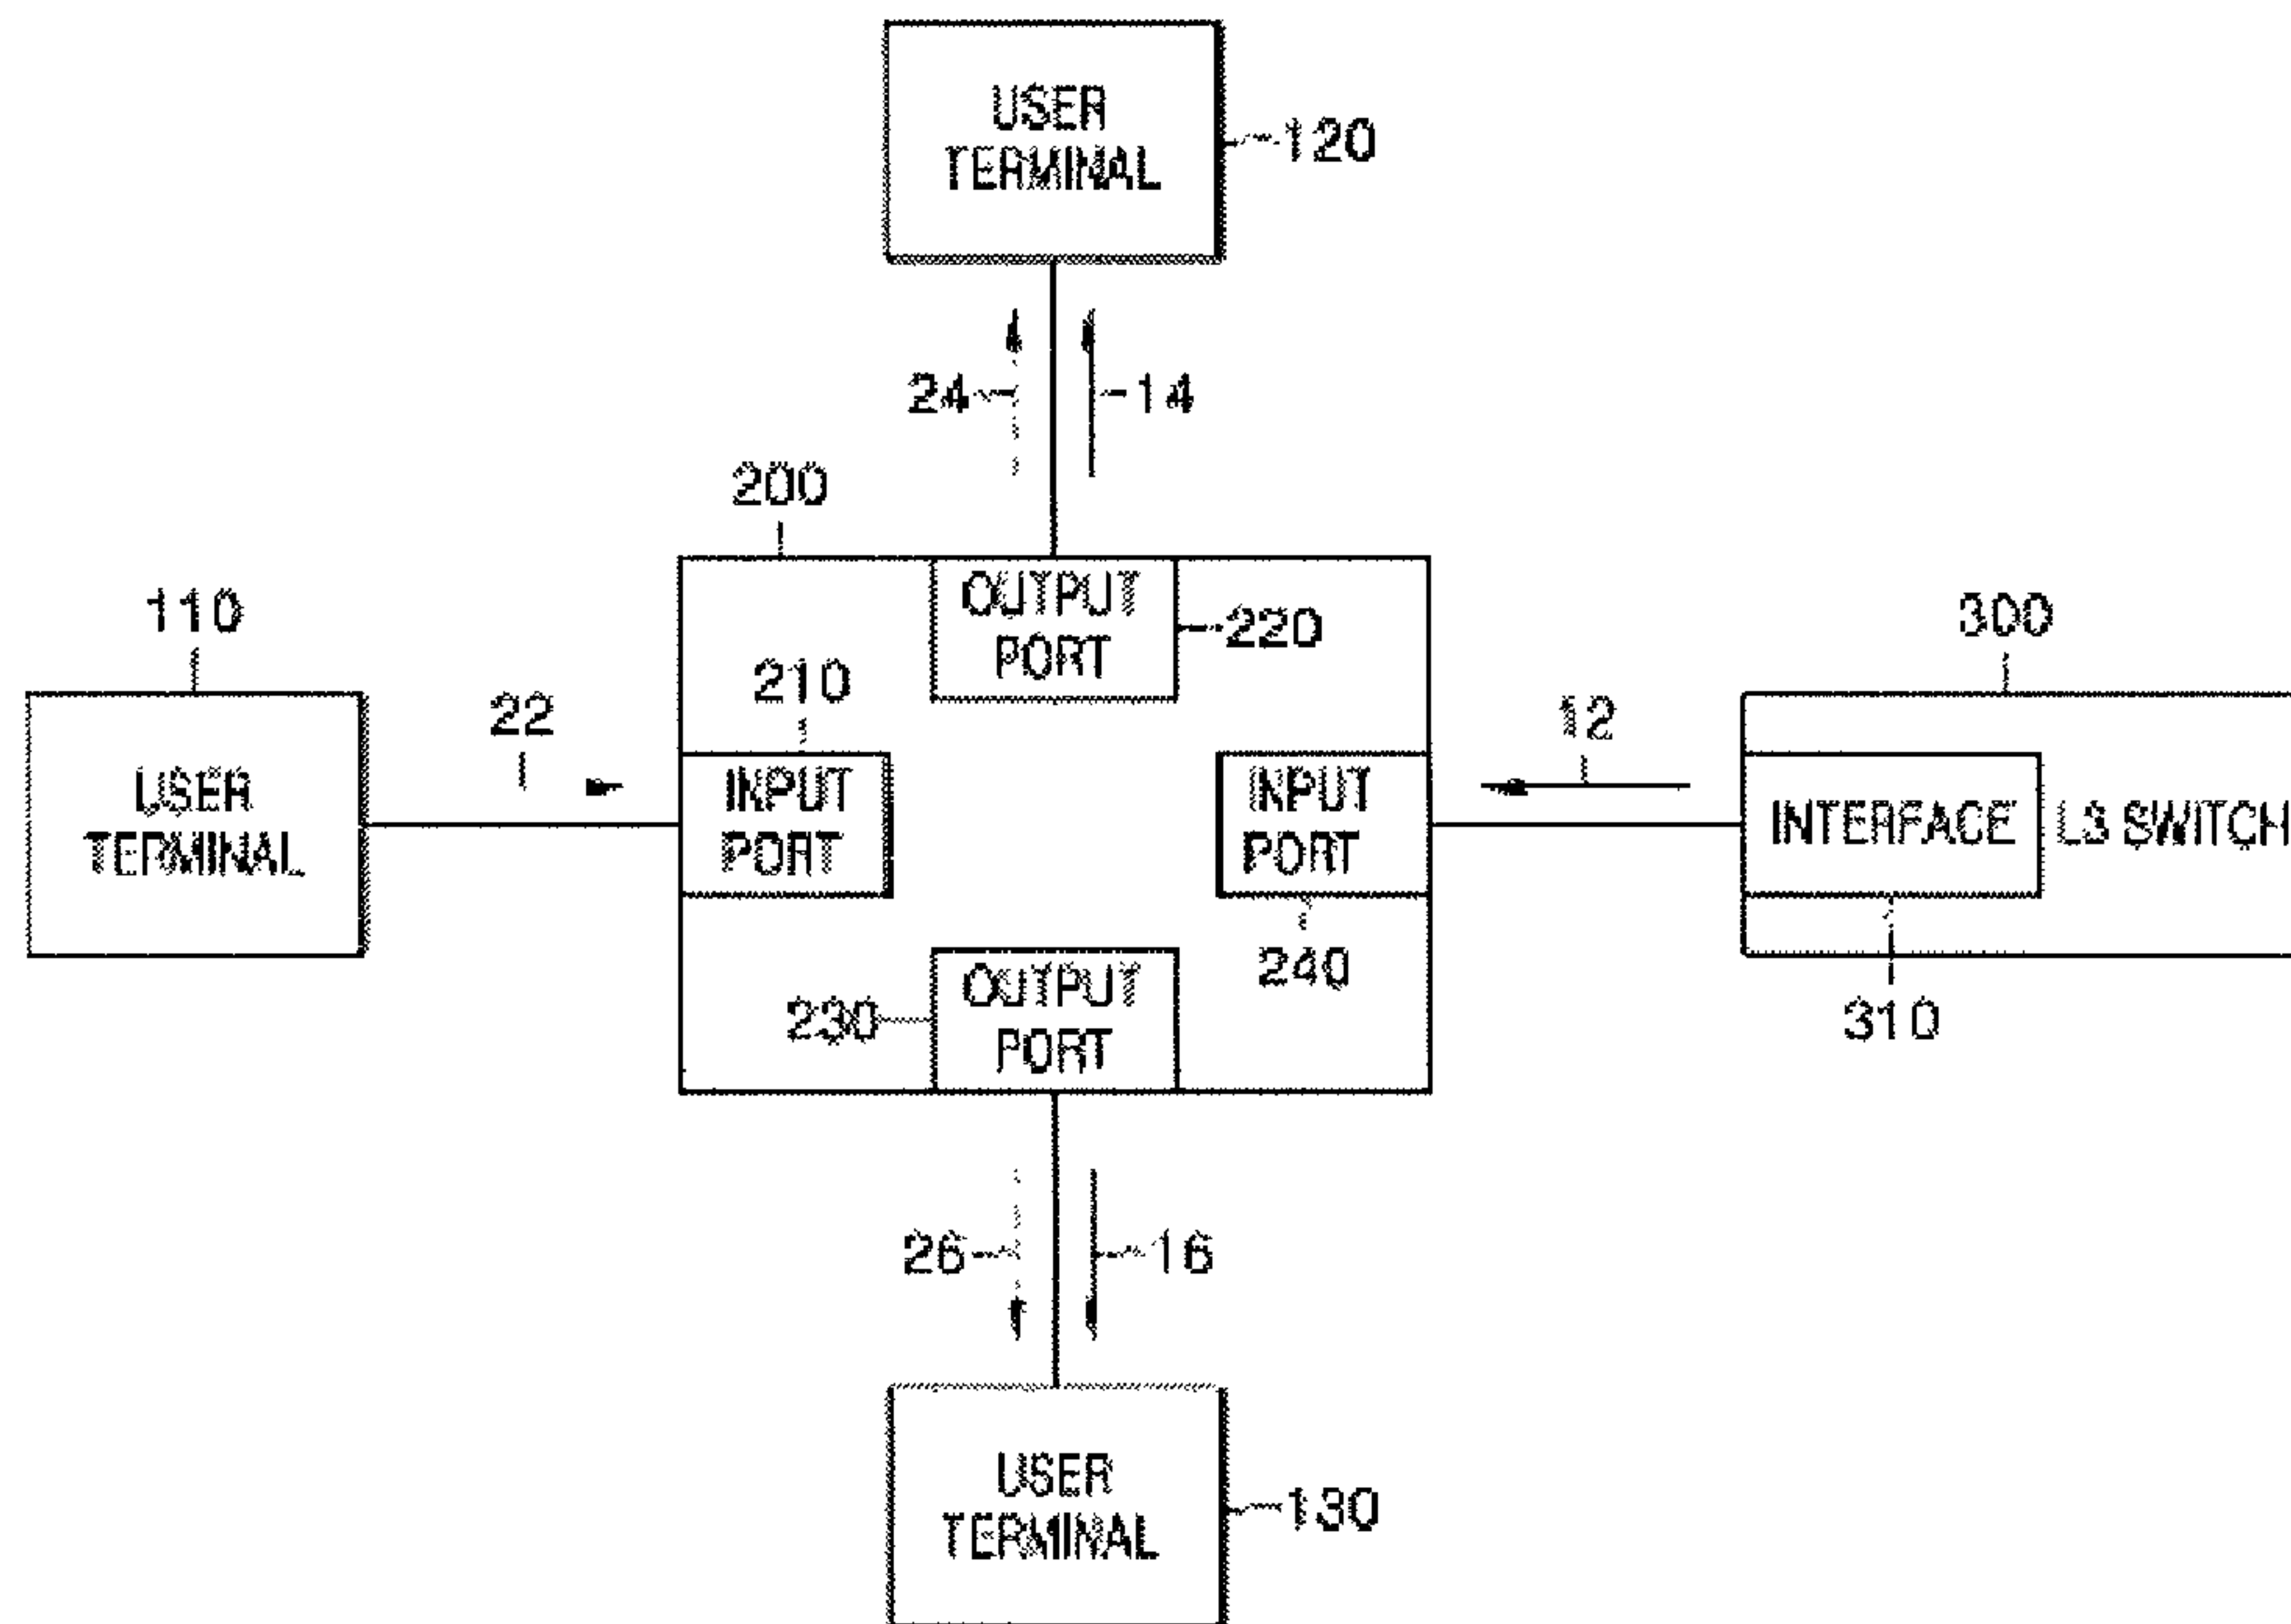 USER
TERMINAL
120
24
14
200
OUTPUT
PORT
220
110
210
300
22
12
USER
TERMINAL
INPUT
PORT
INPUT
PORT
INTERFACE
L3 SWITCH
240
310
230
OUTPUT
PORT
26
16
USER
TERMINAL
130